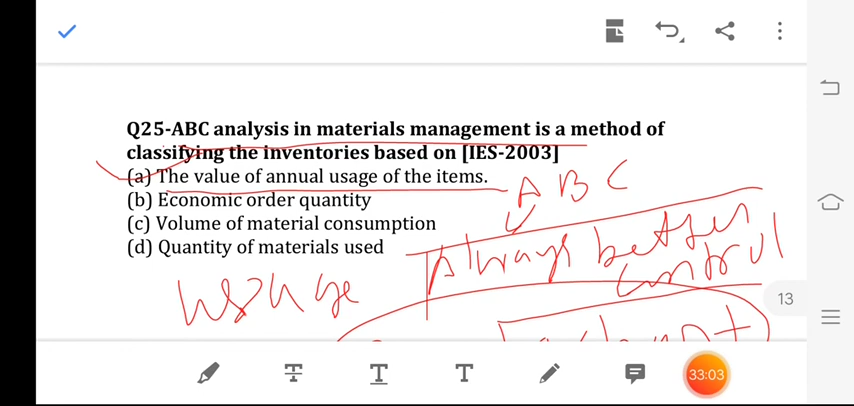 Q25-ABC analysis in materials management is a method of
classifying the inventories based on [IES-2003]
(a) The value of annual usage of the items.
(b) Economic order quantity
(c) Volume of material consumption
(d) Quantity of materials used
A B C
Always better
control
usage
13
T T T
33:03